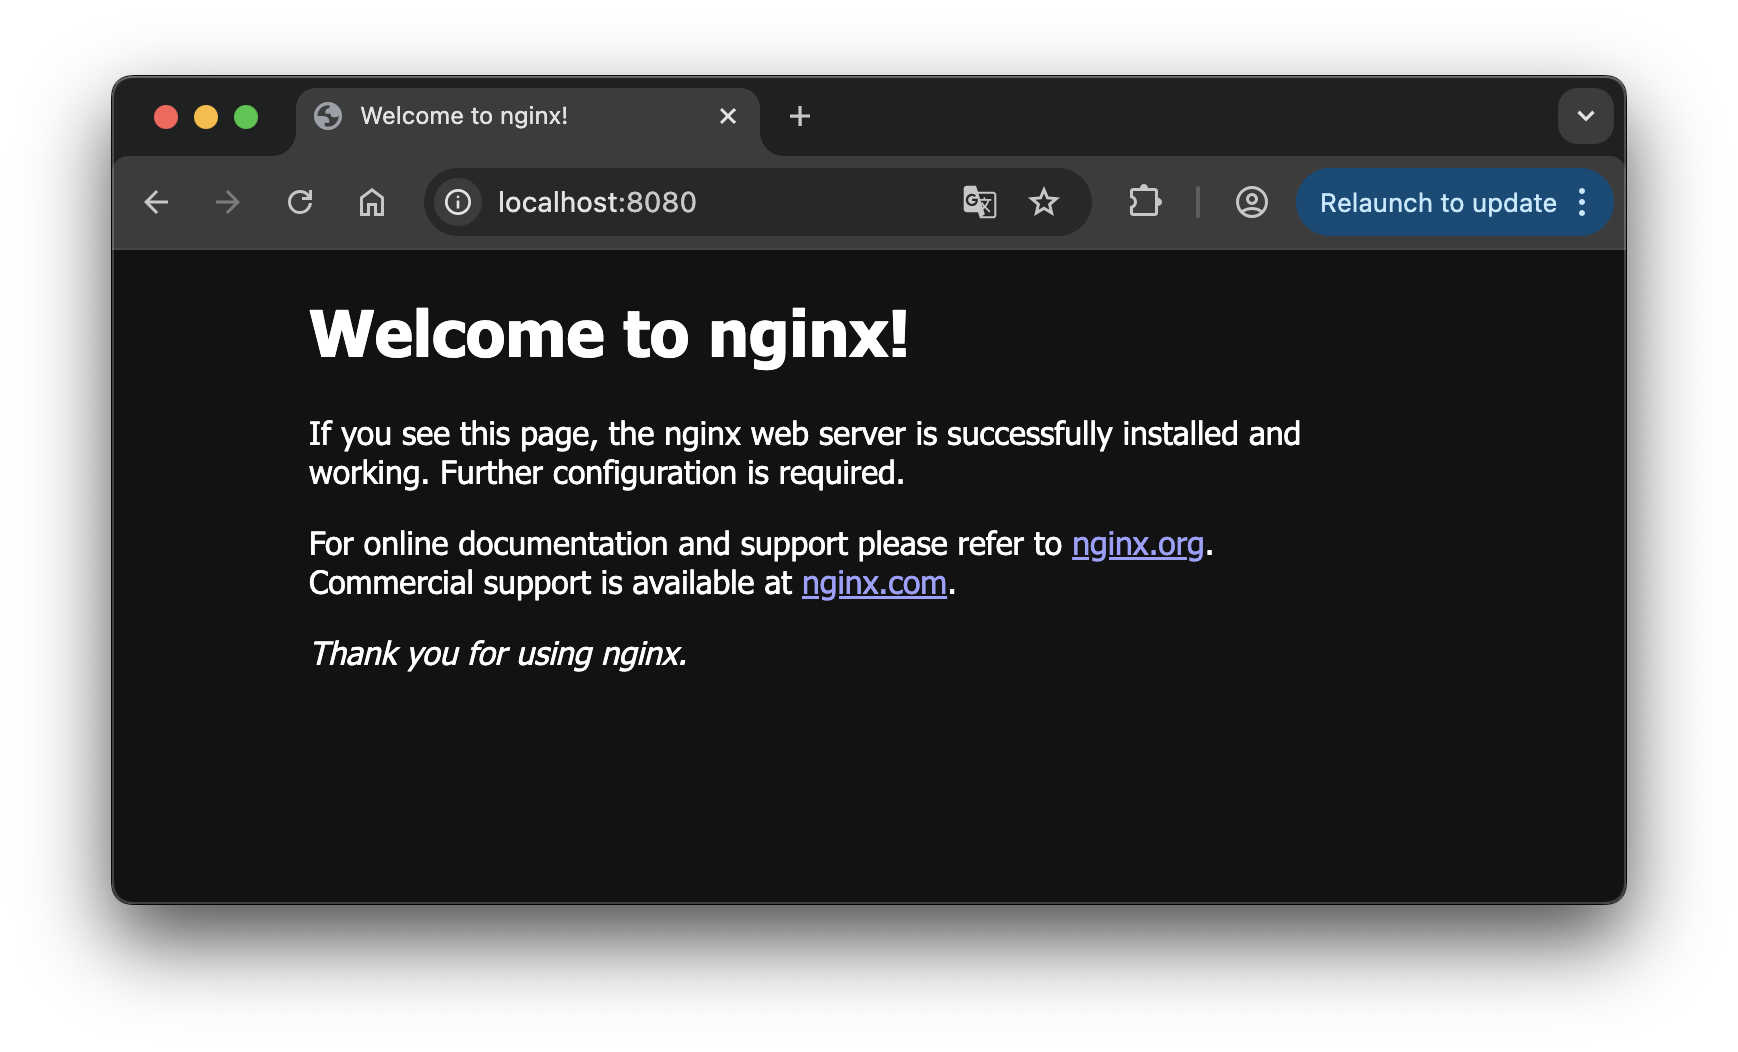 Welcome to nginx!
localhost:8080
Relaunch to update
Welcome to nginx!
If you see this page, the nginx web server is successfully installed and
working. Further configuration is required.
For online documentation and support please refer to nginx.org.
Commercial support is available at nginx.com.
Thank you for using nginx.